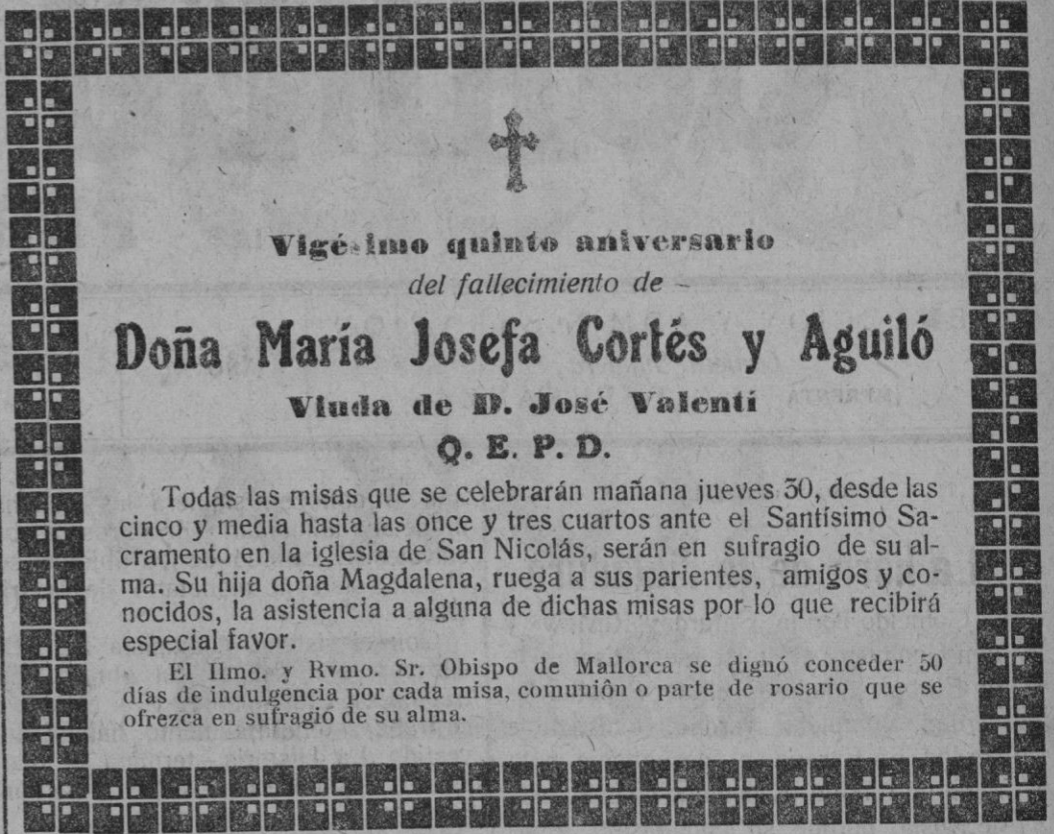 Vigésimo quinto aniversario
del fallecimiento de
Doña María Josefa Cortés y Aguiló
Viuda de D. José Valentí
Q. E. P. D.
Todas las misas que se celebrarán mañana jueves 30, desde las
cinco y media hasta las once y tres cuartos ante el Santísimo Sa-
cramento en la iglesia de San Nicolás, serán en sufragio de su al-
ma. Su hija doña Magdalena, ruega a sus parientes, amigos y co-
nocidos, la asistencia a alguna de dichas misas por lo que recibirá
especial favor.
El Ilmo. y Rvmo. Sr. Obispo de Mallorca se dignó conceder 50
días de indulgencia por cada misa, comunión o parte de rosario que se
ofrezca en sufragió de su alma.